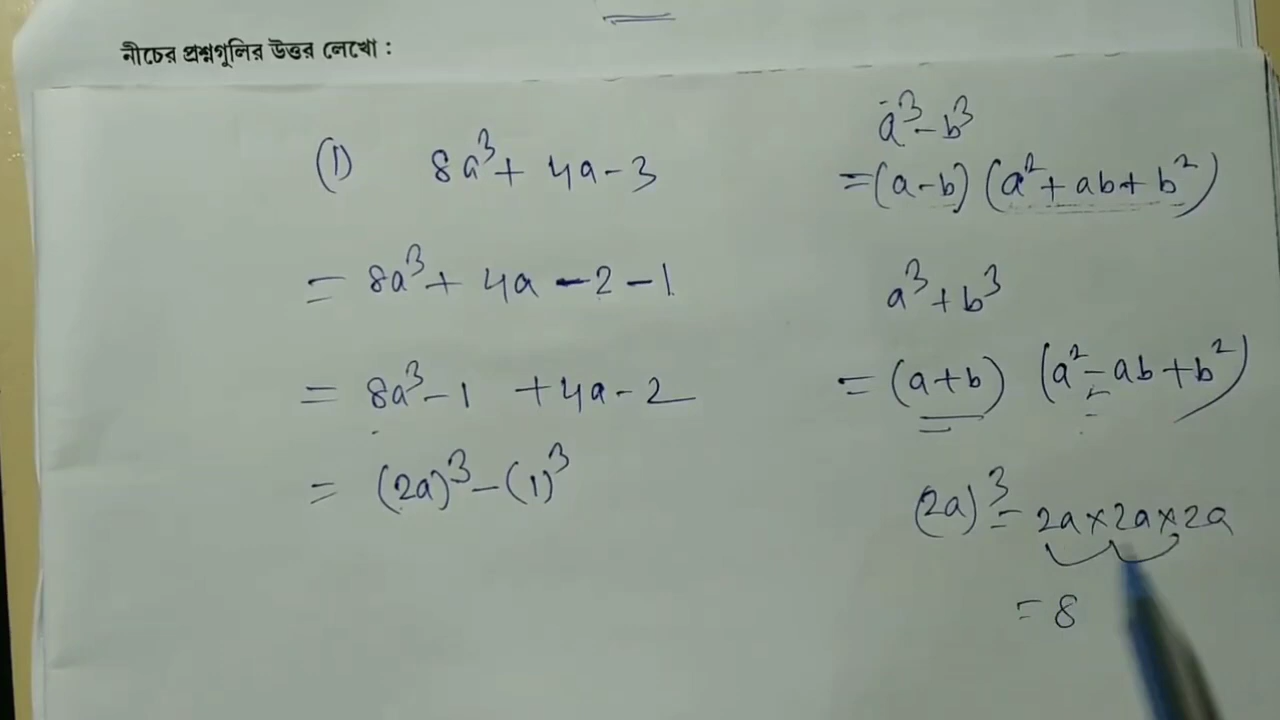 নীচের প্রশ্নগুলির উত্তর লেখো :
(1) 8a³ + 4a - 3
= 8a³ + 4a - 2 - 1
= 8a³ - 1 + 4a - 2
= (2a)³ - (1)³
a³ - b³
= (a - b) (a² + ab + b²)
a³ + b³
= (a + b) (a² - ab + b²)
(2a)³ = 2a × 2a × 2a
= 8